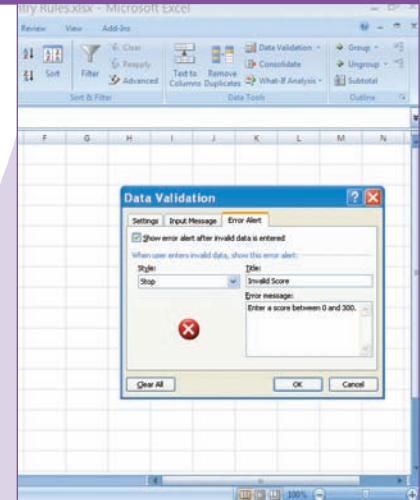 ntry Rules.xlsx - Microsoft Excel
Review View Add-Ins
Sort Filter Clear Reapply Advanced Text to Columns Remove Duplicates Data Validation Consolidate What-If Analysis Group Ungroup Subtotal
Sort & Filter Data Tools Outline
F G H I J K L M N
Data Validation
Settings Input Message Error Alert
Show error alert after invalid data is entered
When user enters invalid data, show this error alert:
Style: Title:
Stop Invalid Score
Error message:
Enter a score between 0 and 300.
Clear All OK Cancel
100%